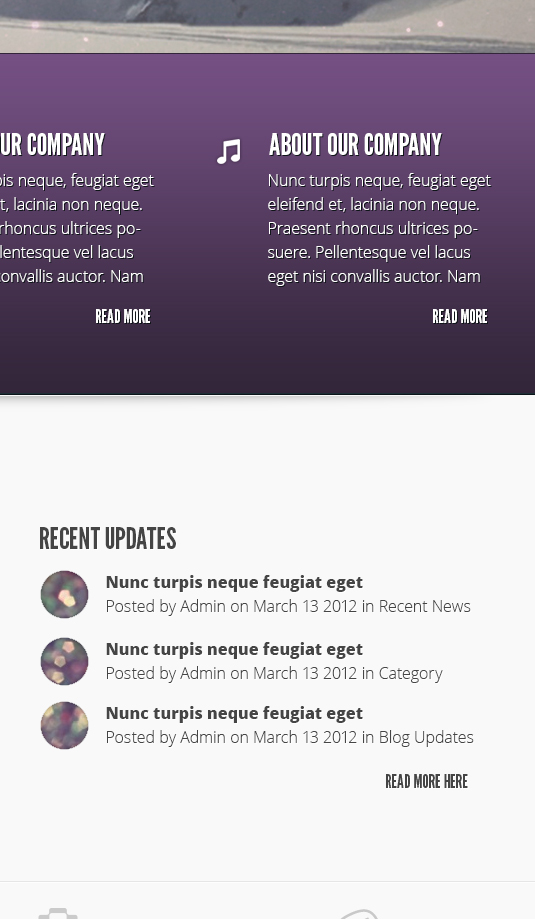 UR COMPANY
is neque, feugiat eget
t, lacinia non neque.
rhoncus ultrices po-
lentesque vel lacus
convallis auctor. Nam
READ MORE
ABOUT OUR COMPANY
Nunc turpis neque, feugiat eget
eleifend et, lacinia non neque.
Praesent rhoncus ultrices po-
suere. Pellentesque vel lacus
eget nisi convallis auctor. Nam
READ MORE
RECENT UPDATES
Nunc turpis neque feugiat eget
Posted by Admin on March 13 2012 in Recent News
Nunc turpis neque feugiat eget
Posted by Admin on March 13 2012 in Category
Nunc turpis neque feugiat eget
Posted by Admin on March 13 2012 in Blog Updates
READ MORE HERE